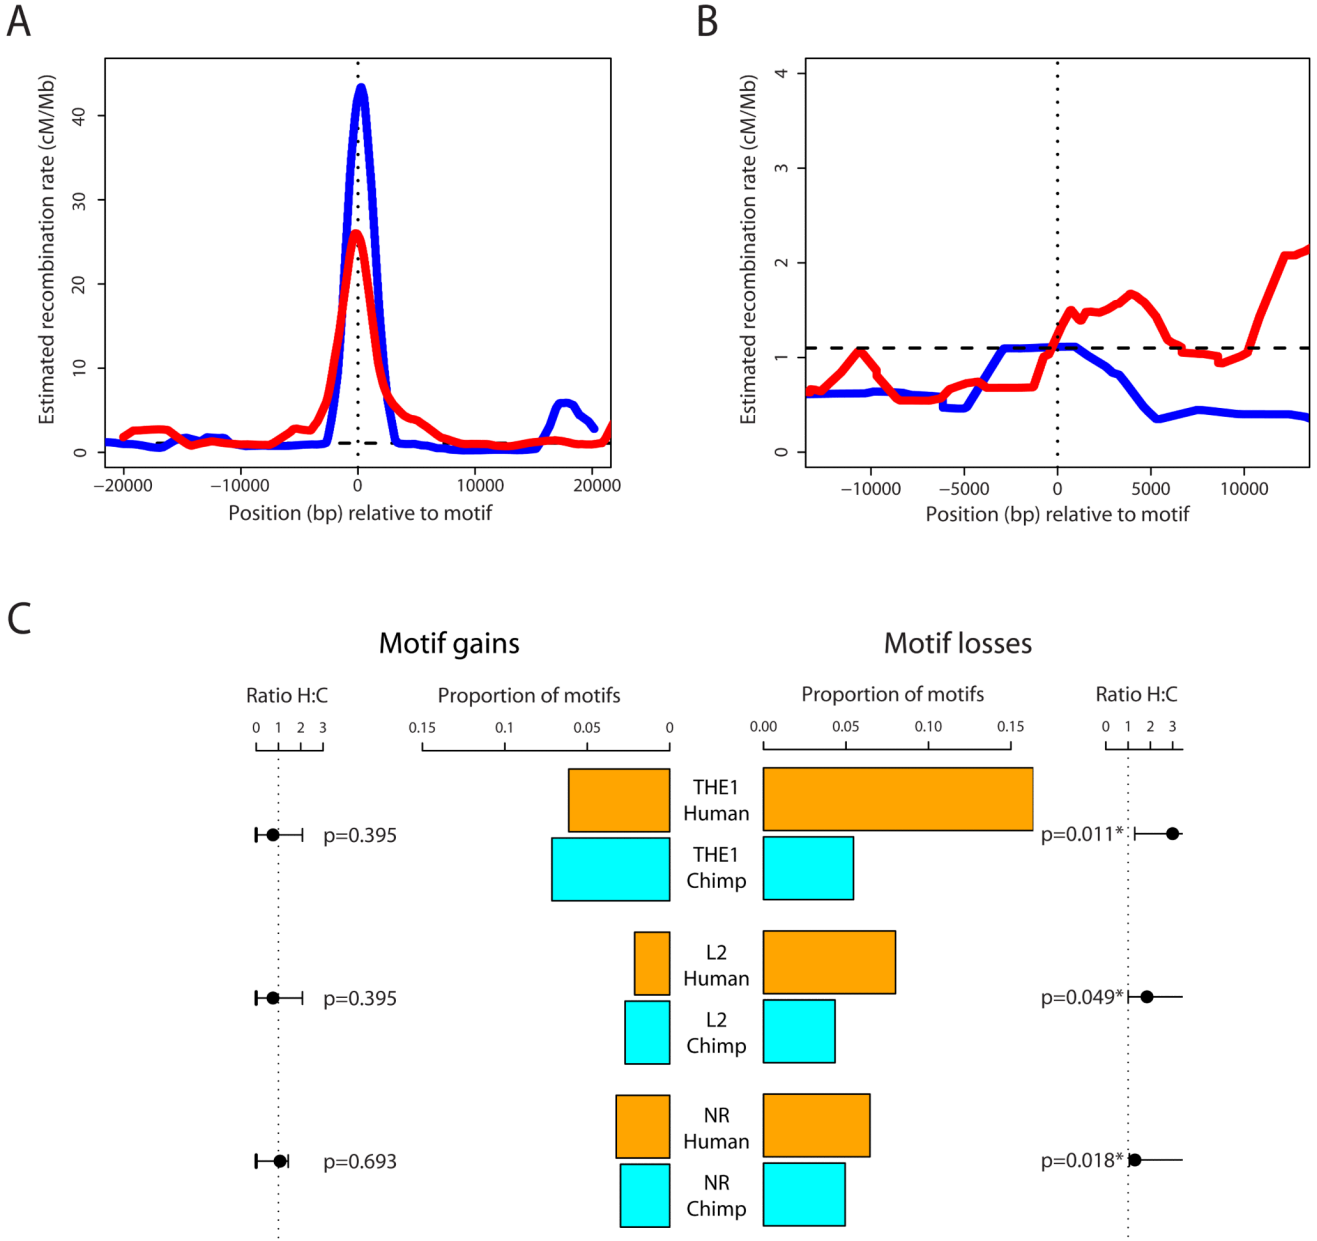 A
B
Estimated recombination rate (cM/Mb)
40
30
20
10
0
−20000 −10000 0 10000 20000
Position (bp) relative to motif
Estimated recombination rate (cM/Mb)
4
3
2
1
0
−10000 −5000 0 5000 10000
Position (bp) relative to motif
C
Motif gains
Motif losses
Ratio H:C
Proportion of motifs
Proportion of motifs
Ratio H:C
0 1 2 3
0.15 0.1 0.05 0
0.00 0.05 0.10 0.15
0 1 2 3
THE1
Human
p=0.395
p=0.011*
THE1
Chimp
L2
Human
p=0.395
p=0.049*
L2
Chimp
NR
Human
p=0.693
p=0.018*
NR
Chimp